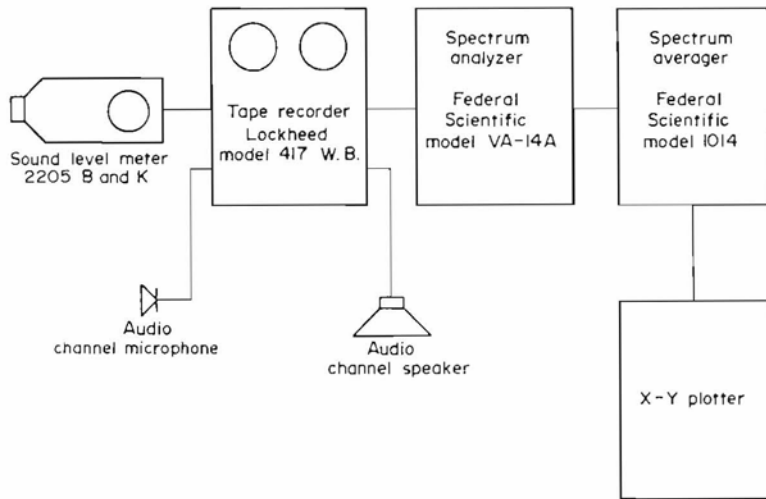 Spectrum
analyzer
Federal
Scientific
model VA-14A
Spectrum
averager
Federal
Scientific
model 1014
Tape recorder
Lockheed
model 417 W.B.
Sound level meter
2205 B and K
Audio
channel microphone
Audio
channel speaker
X-Y plotter